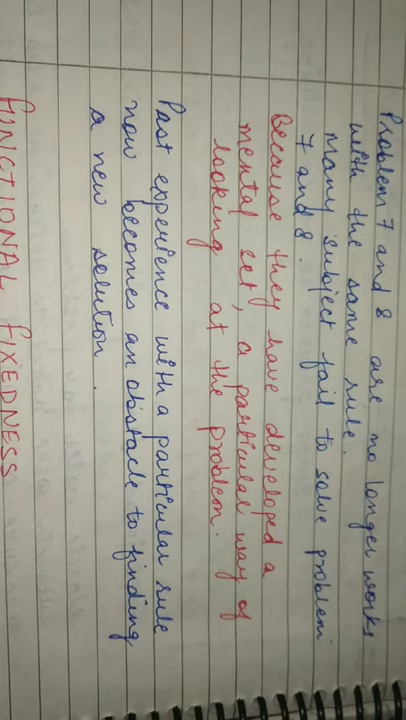 Problem 7 and 8 are no longer works
with the same rule.
Many subject fail to solve problem
7 and 8.
Because they have developed a
mental set, a particular way of
looking at the problem.
Past experience with a particular rule
now becomes an obstacle to finding
a new solution.
FUNCTIONAL FIXEDNESS